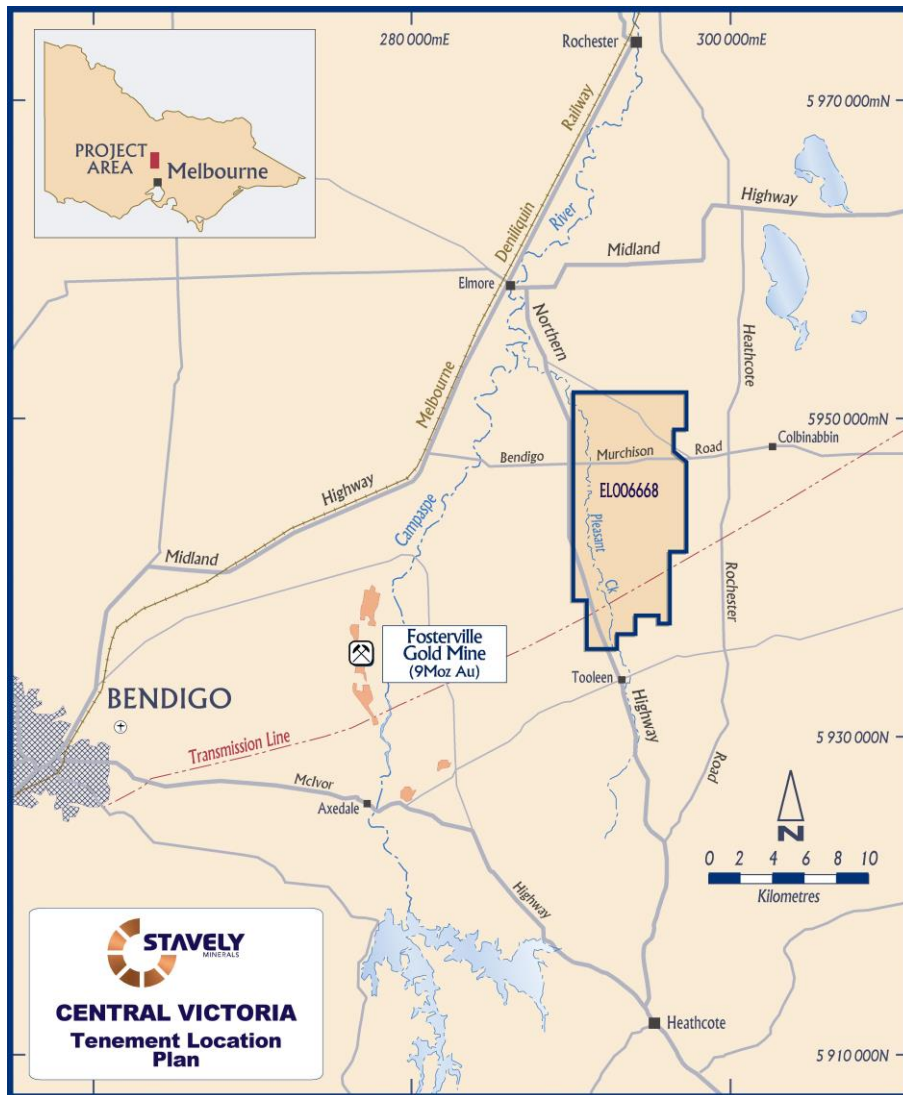 280 000mE
300 000mE
Rochester
5 970 000mN
PROJECT
AREA
Melbourne
Railway
Deniliquin
River
Highway
Midland
Elmore
Northern
Heathcote
Melbourne
5950 000mN
Colbinabbin
Bendigo
Murchison
Road
EL006668
Highway
Campaspe
Pleasant
Ck
Midland
Rochester
Fosterville
Gold Mine
(9Moz Au)
Tooleen
BENDIGO
Highway
5 930 000N
Transmission Line
Road
McIvor
Axedale
N
0 2 4 6 8 10
Kilometres
Highway
STAVELY
MINERALS
CENTRAL VICTORIA
Tenement Location
Plan
Heathcote
5 910 000N